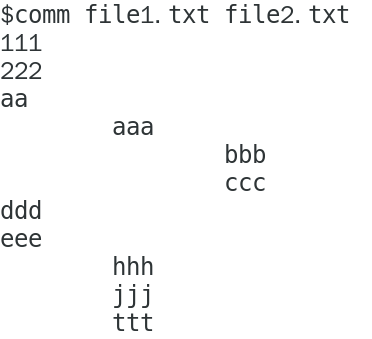 $comm file1.txt file2.txt
111
222
aa
aaa
bbb
ccc
ddd
eee
hhh
jjj
ttt